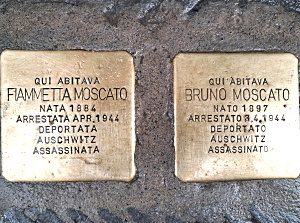 QUI ABITAVA
FIAMMETTA MOSCATO
NATA 1884
ARRESTATA APR. 1944
DEPORTATA
AUSCHWITZ
ASSASSINATA
QUI ABITAVA
BRUNO MOSCATO
NATO 1897
ARRESTATO 3.4.1944
DEPORTATO
AUSCHWITZ
ASSASSINATO